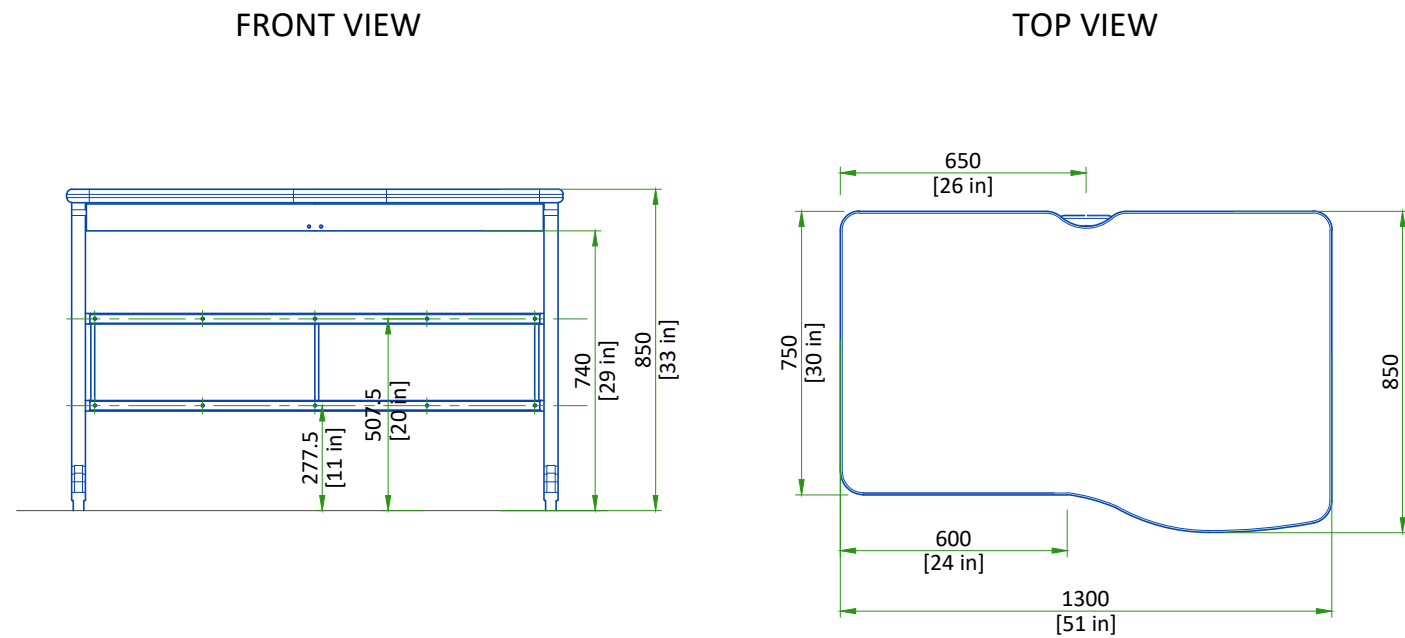 FRONT VIEW
TOP VIEW
650
[26 in]
850
[33 in]
740
[29 in]
507.5
[20 in]
277.5
[11 in]
750
[30 in]
850
600
[24 in]
1300
[51 in]